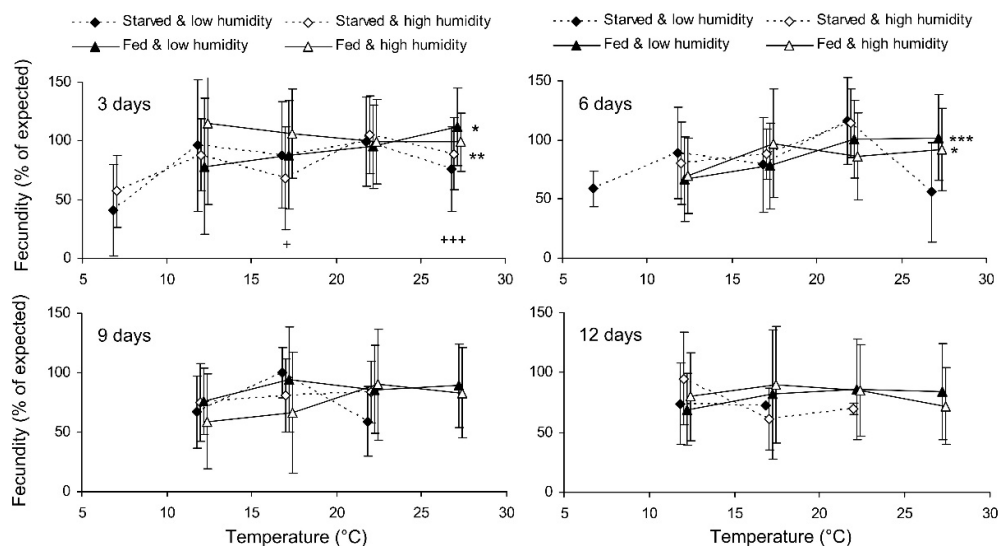 Starved & low humidity Starved & high humidity
Fed & low humidity Fed & high humidity
Starved & low humidity Starved & high humidity
Fed & low humidity Fed & high humidity
Fecundity (% of expected)
150
100
50
0
3 days
*
**
+
+++
5 10 15 20 25 30
150
100
50
0
6 days
***
*
5 10 15 20 25 30
Fecundity (% of expected)
150
100
50
0
9 days
5 10 15 20 25 30
Temperature (°C)
150
100
50
0
12 days
5 10 15 20 25 30
Temperature (°C)